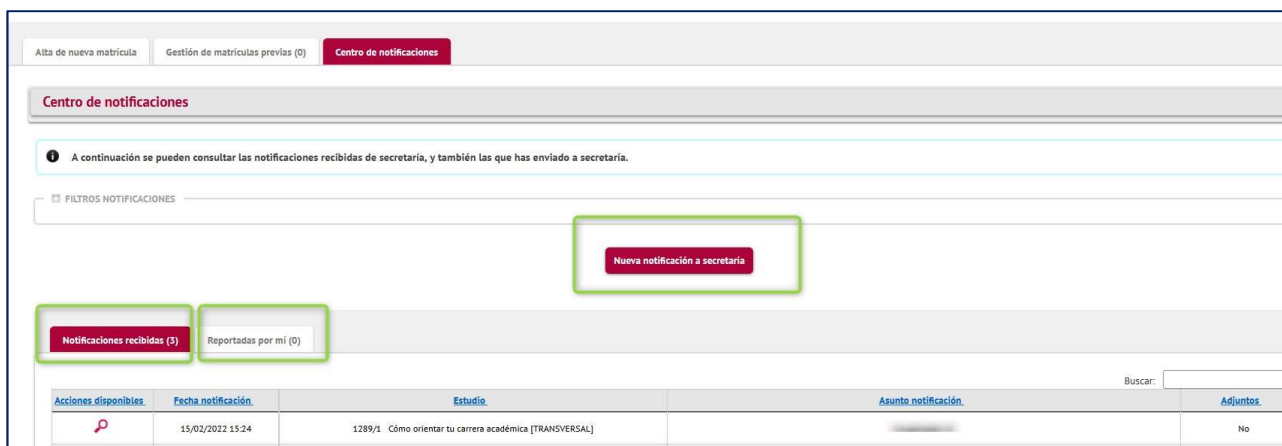 Alta de nueva matrícula Gestión de matrículas previas (0) Centro de notificaciones
Centro de notificaciones
A continuación se pueden consultar las notificaciones recibidas de secretaría, y también las que has enviado a secretaría.
FILTROS NOTIFICACIONES
Nueva notificación a secretaría
Notificaciones recibidas (3) Reportadas por mí (0)
Buscar:
Acciones disponibles Fecha notificación Estudio Asunto notificación Adjuntos
15/02/2022 15:24 1289/1 Cómo orientar tu carrera académica [TRANSVERSAL] No